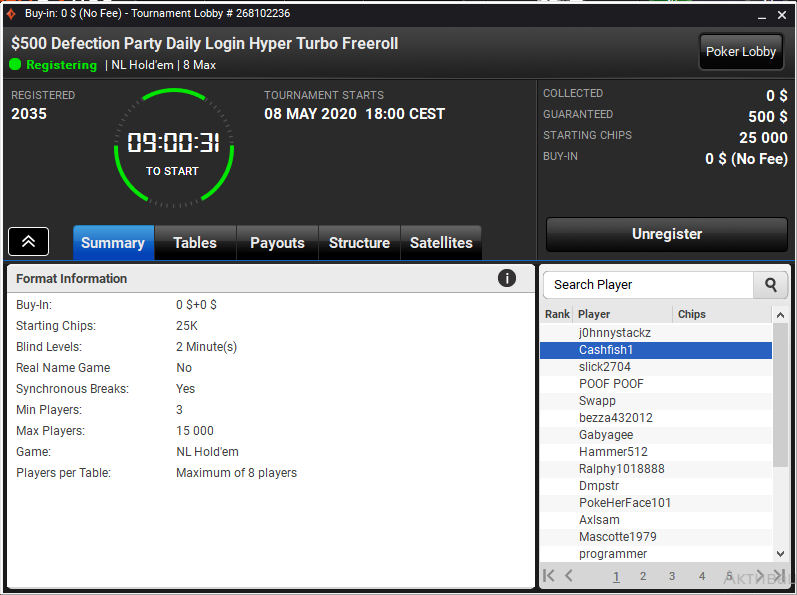 Buy-in: 0 $ (No Fee) - Tournament Lobby # 268102236
$500 Defection Party Daily Login Hyper Turbo Freeroll
Poker Lobby
Registering | NL Hold'em | 8 Max
REGISTERED
2035
09:00:31
TO START
TOURNAMENT STARTS
08 MAY 2020 18:00 CEST
COLLECTED 0 $
GUARANTEED 500 $
STARTING CHIPS 25 000
BUY-IN 0 $ (No Fee)
Unregister
Summary Tables Payouts Structure Satellites
Format Information
Buy-In: 0 $+0 $
Starting Chips: 25K
Blind Levels: 2 Minute(s)
Real Name Game No
Synchronous Breaks: Yes
Min Players: 3
Max Players: 15 000
Game: NL Hold'em
Players per Table: Maximum of 8 players
Search Player
Rank Player Chips
j0hnnystackz
Cashfish1
slick2704
POOF POOF
Swapp
bezza432012
Gabyagee
Hammer512
Ralphy1018888
Dmpstr
PokeHerFace101
Axlsam
Mascotte1979
programmer
1 2 3 4 5